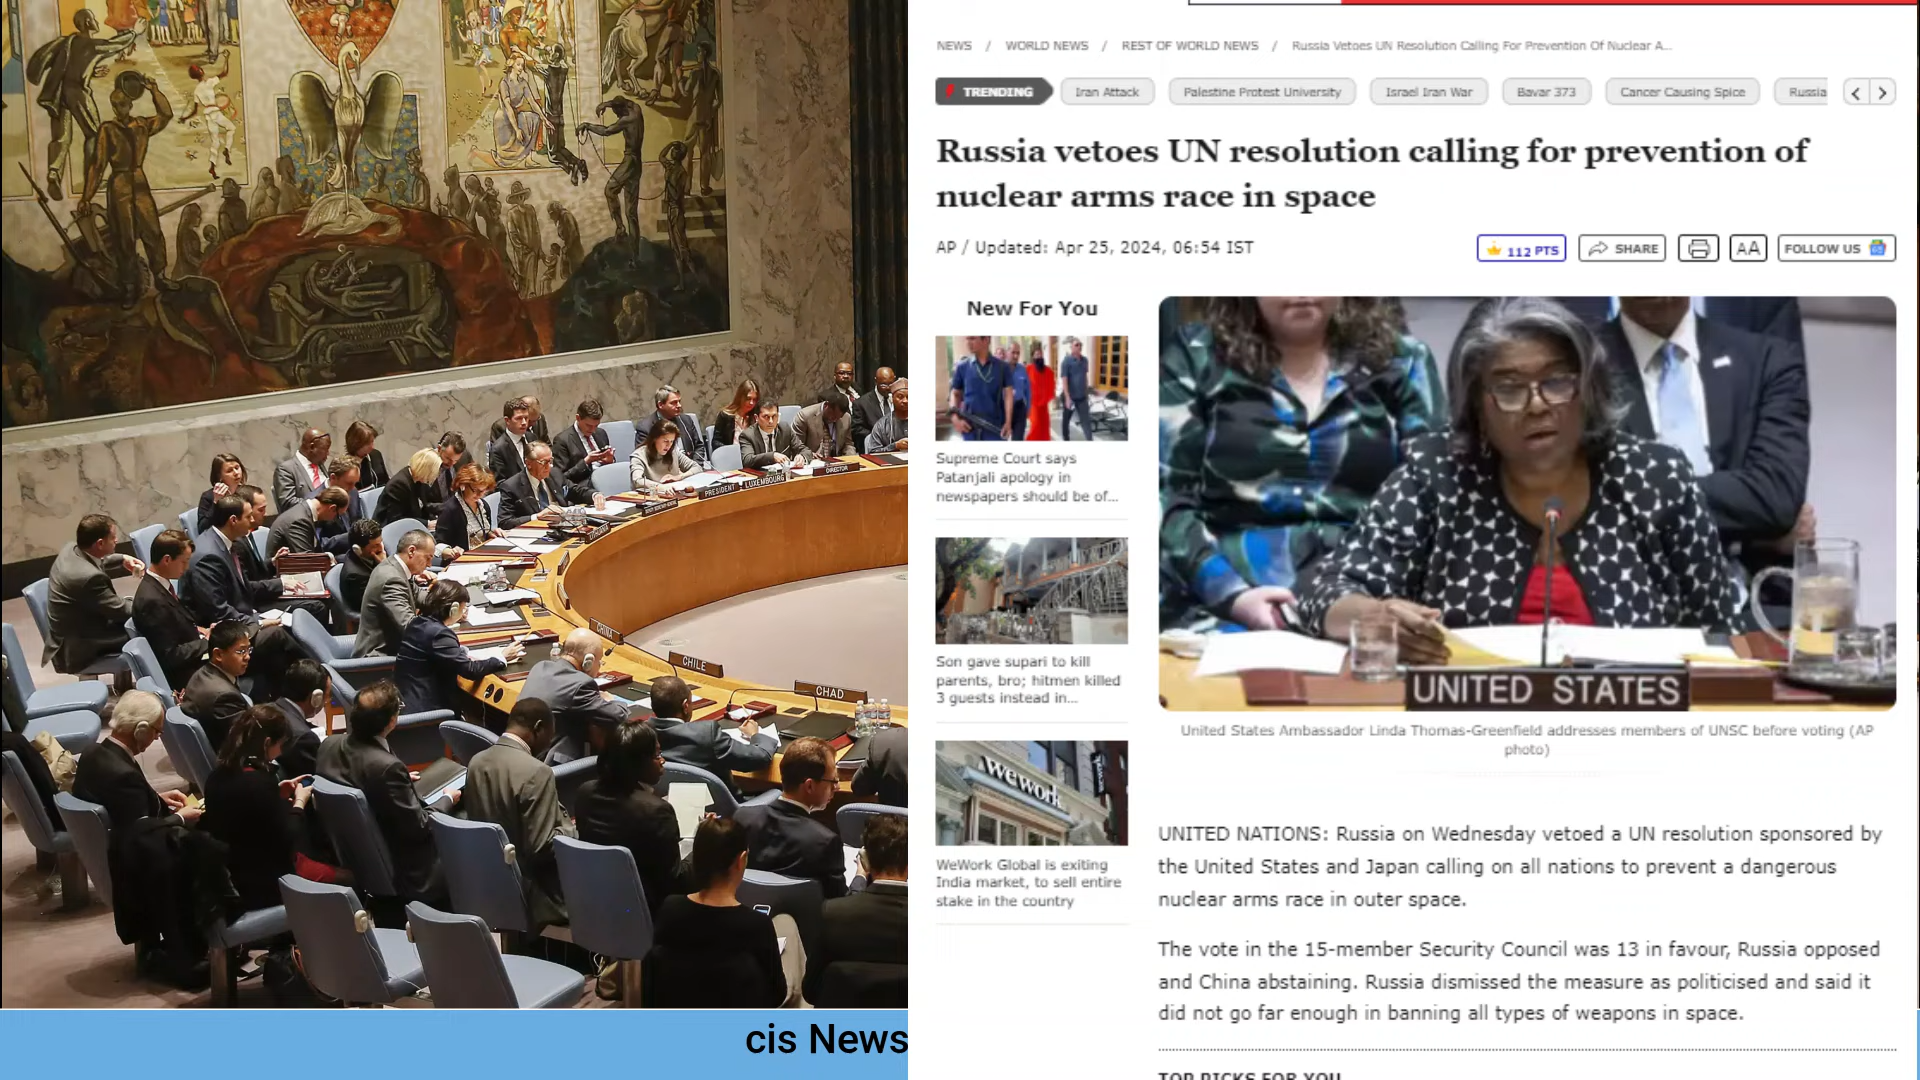 PRESIDENT
LUXEMBOURG
DIRECTOR
CHINA
CHILE
CHAD
cis News
NEWS / WORLD NEWS / REST OF WORLD NEWS / Russia Vetoes UN Resolution Calling For Prevention Of Nuclear A...
TRENDING
Iran Attack
Palestine Protest University
Israel Iran War
Bavar 373
Cancer Causing Spice
Russia
Russia vetoes UN resolution calling for prevention of
nuclear arms race in space
AP / Updated: Apr 25, 2024, 06:54 IST
112 PTS
SHARE
AA
FOLLOW US
New For You
Supreme Court says
Patanjali apology in
newspapers should be of...
Son gave supari to kill
parents, bro; hitmen killed
3 guests instead in...
wework
WeWork Global is exiting
India market, to sell entire
stake in the country
UNITED STATES
United States Ambassador Linda Thomas-Greenfield addresses members of UNSC before voting (AP
photo)
UNITED NATIONS: Russia on Wednesday vetoed a UN resolution sponsored by
the United States and Japan calling on all nations to prevent a dangerous
nuclear arms race in outer space.
The vote in the 15-member Security Council was 13 in favour, Russia opposed
and China abstaining. Russia dismissed the measure as politicised and said it
did not go far enough in banning all types of weapons in space.
TOP PICKS FOR YOU